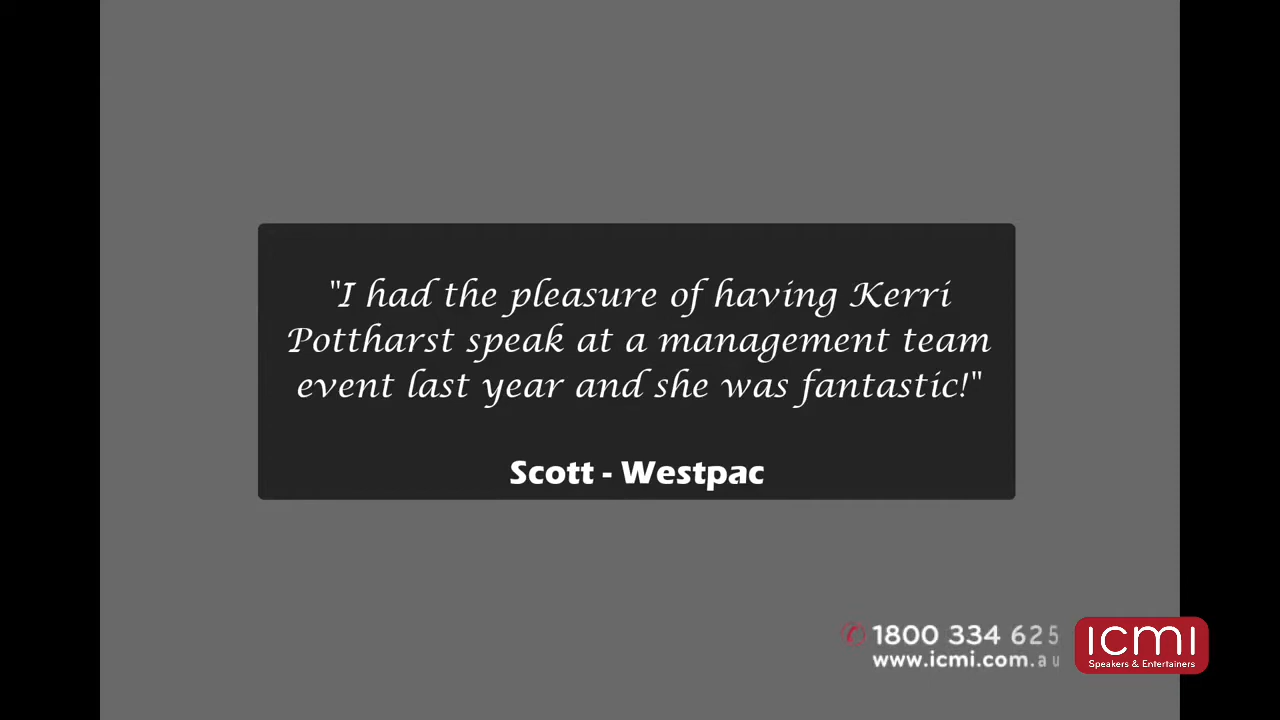 "I had the pleasure of having Kerri
Pottharst speak at a management team
event last year and she was fantastic!"
Scott - Westpac
1800 334 625
www.icmi.com.au
icmi
Speakers & Entertainers